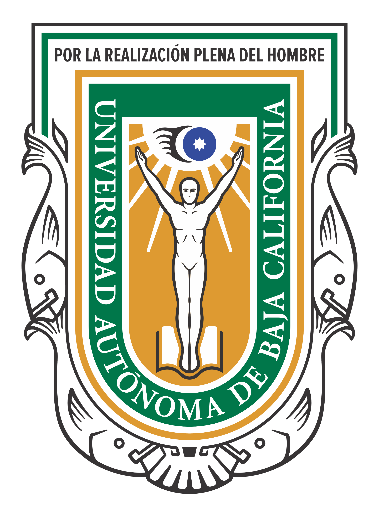 POR LA REALIZACIÓN PLENA DEL HOMBRE
UNIVERSIDAD AUTÓNOMA DE BAJA CALIFORNIA